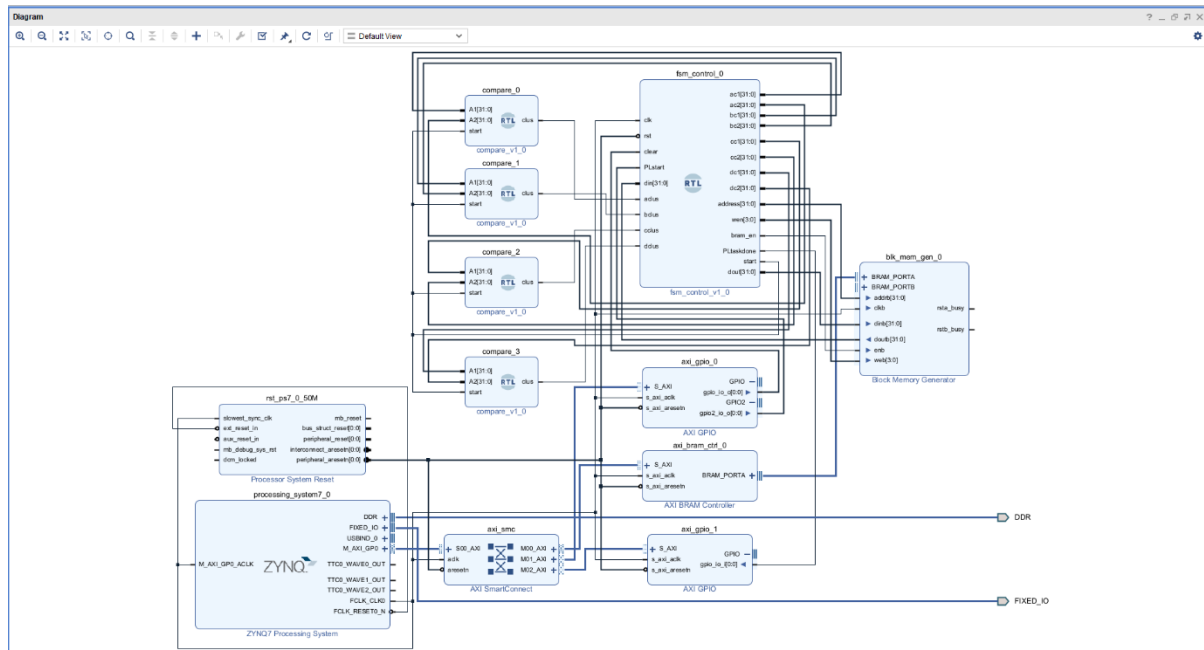 Diagram
Default View
compare_0
A1[31:0]
A2[31:0]
start
RTL
clus
compare_v1_0
compare_1
A1[31:0]
A2[31:0]
start
RTL
clus
compare_v1_0
compare_2
A1[31:0]
A2[31:0]
start
RTL
clus
compare_v1_0
compare_3
A1[31:0]
A2[31:0]
start
RTL
clus
compare_v1_0
fsm_control_0
clk
rst
clear
PLstart
din[31:0]
aclus
bclus
cclus
dclus
RTL
ac1[31:0]
ac2[31:0]
bc1[31:0]
bc2[31:0]
cc1[31:0]
cc2[31:0]
dc1[31:0]
dc2[31:0]
address[31:0]
wen[3:0]
bram_en
PLtaskdone
start
dout[31:0]
fsm_control_v1_0
blk_mem_gen_0
BRAM_PORTA
BRAM_PORTB
addrb[31:0]
clkb
dinb[31:0]
doutb[31:0]
enb
web[3:0]
rsta_busy
rstb_busy
Block Memory Generator
axi_gpio_0
S_AXI
s_axi_aclk
s_axi_aresetn
GPIO
gpio_io_o[0:0]
GPIO2
gpio2_io_o[0:0]
AXI GPIO
rst_ps7_0_50M
slowest_sync_clk
ext_reset_in
aux_reset_in
mb_debug_sys_rst
dcm_locked
mb_reset
bus_struct_reset[0:0]
peripheral_reset[0:0]
interconnect_aresetn[0:0]
peripheral_aresetn[0:0]
Processor System Reset
axi_bram_ctrl_0
S_AXI
s_axi_aclk
s_axi_aresetn
BRAM_PORTA
AXI BRAM Controller
processing_system7_0
M_AXI_GP0_ACLK
ZYNQ
DDR
FIXED_IO
USBIND_0
M_AXI_GP0
TTC0_WAVE0_OUT
TTC0_WAVE1_OUT
TTC0_WAVE2_OUT
FCLK_CLK0
FCLK_RESET0_N
ZYNQ7 Processing System
axi_smc
S00_AXI
aclk
aresetn
M00_AXI
M01_AXI
M02_AXI
AXI SmartConnect
axi_gpio_1
S_AXI
s_axi_aclk
s_axi_aresetn
GPIO
gpio_io_i[0:0]
AXI GPIO
DDR
FIXED_IO